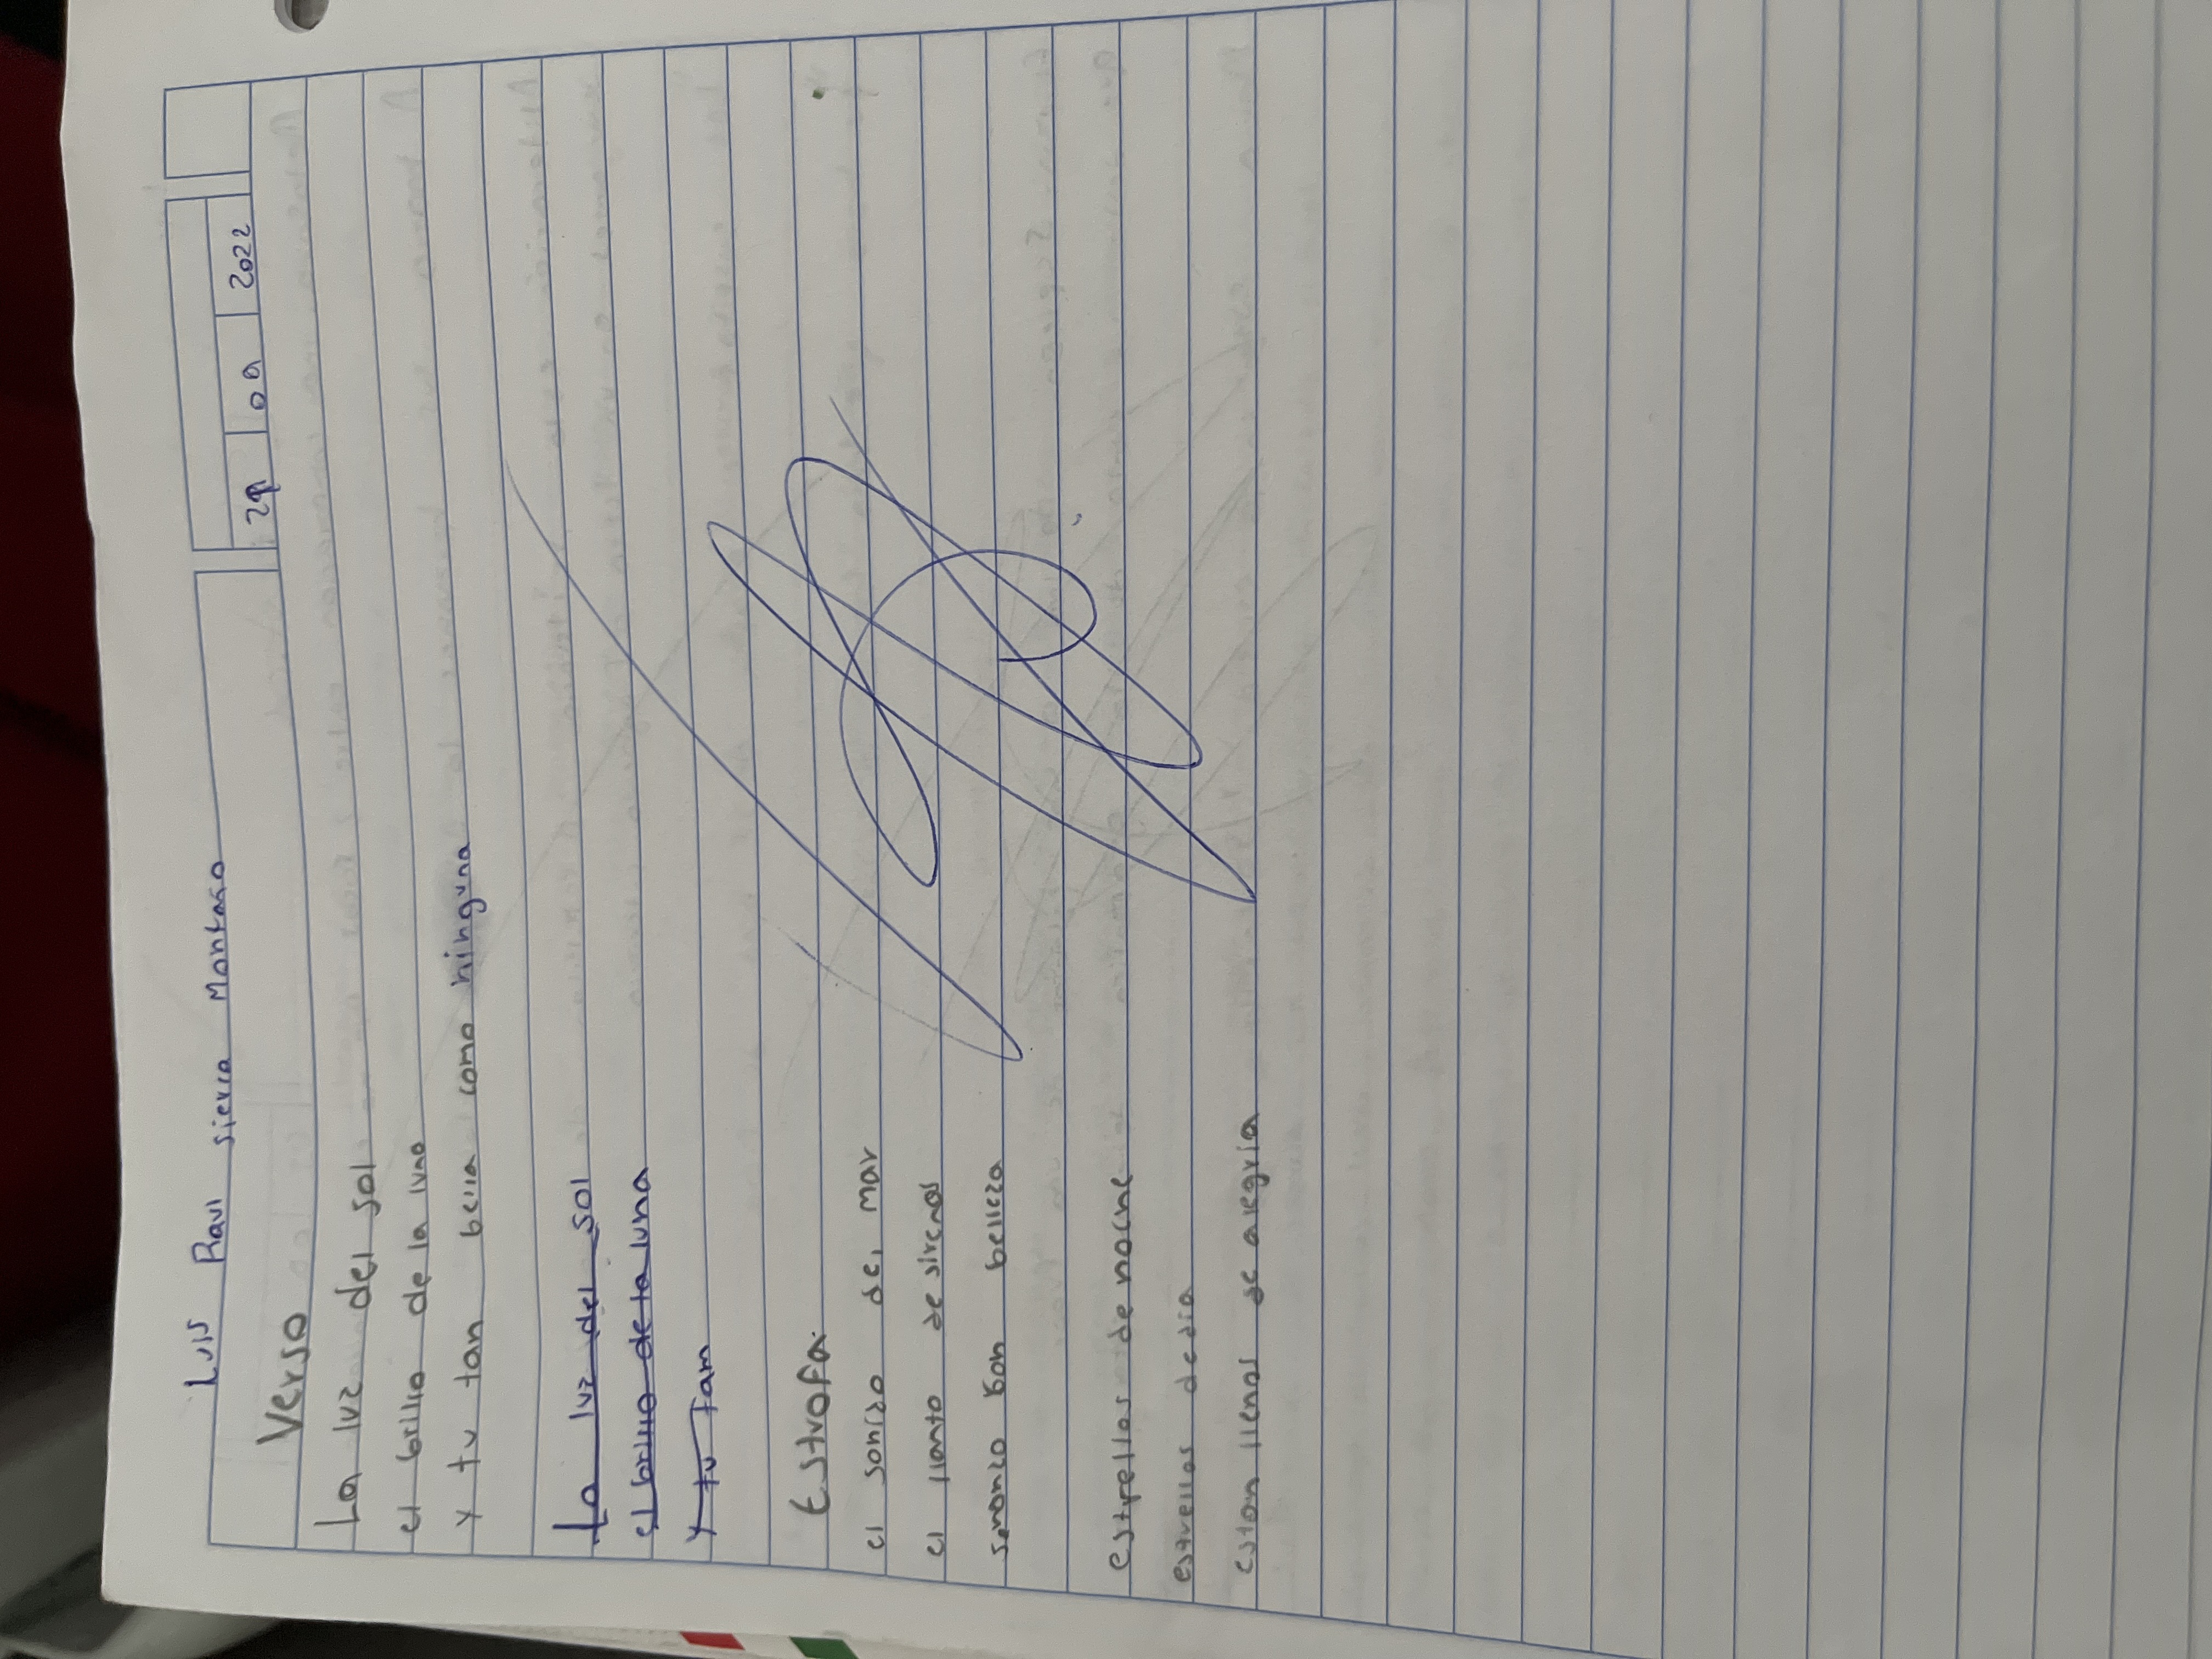 Luis Raul sierra Montaño
09 2022
Verso
La luz del sol
el brillo de la luna
y tu tan bella como ninguna
La luz del sol
el brillo de la luna
y tu tam
Estrofa
el sonido del mar
el llanto de sirenas
sonando con belleza
estrellas de noche
estrellas de dia
estan llenas de alegria